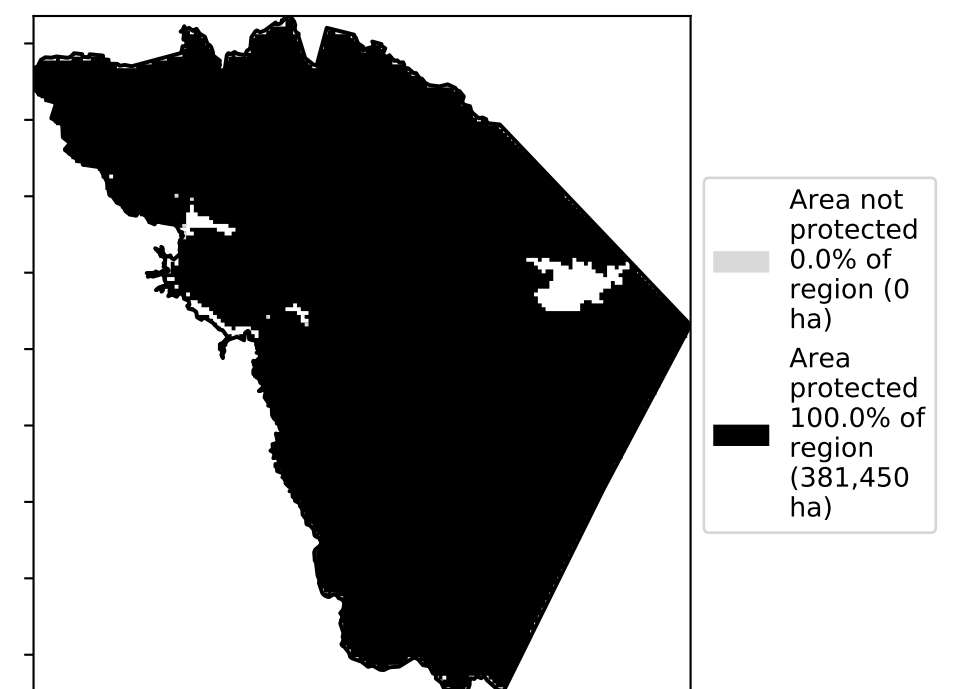 Area not
protected
0.0% of
region (0
ha)
Area
protected
100.0% of
region
(381,450
ha)